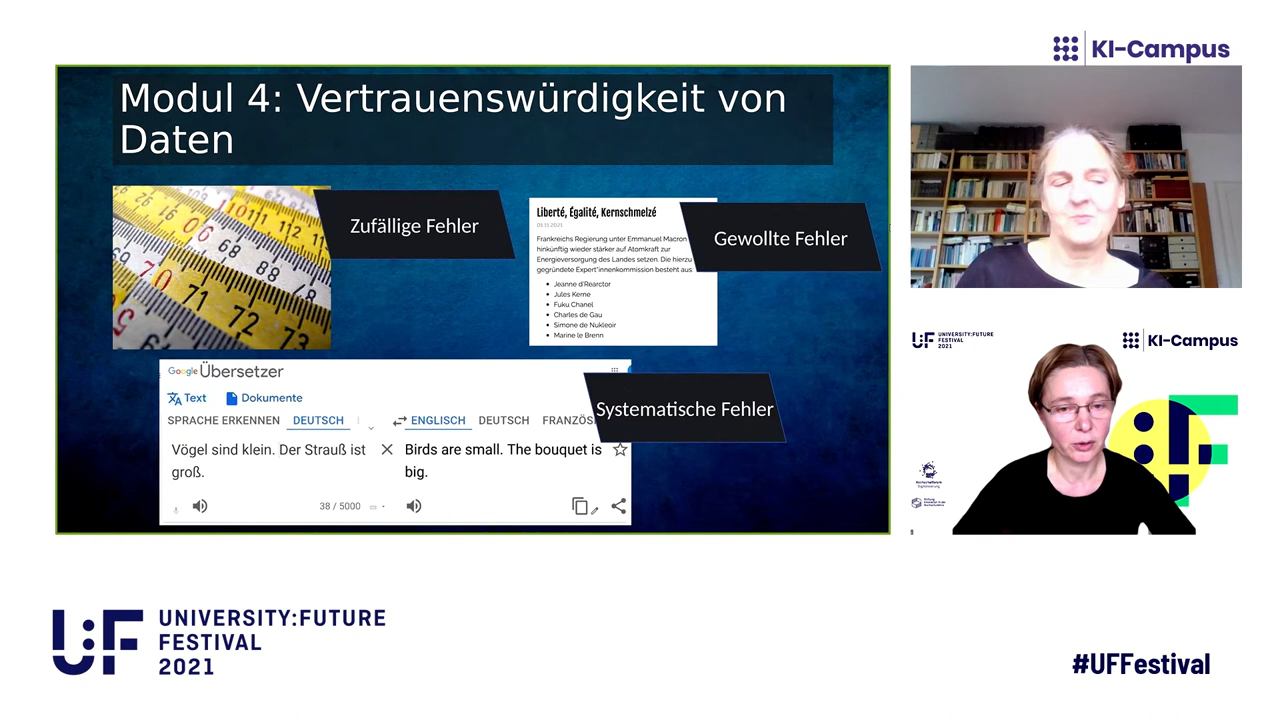 KI-Campus
Modul 4: Vertrauenswürdigkeit von
Daten
Zufällige Fehler
Liberté, Égalité, Kernschmelzé
01.11.2021
Frankreichs Regierung unter Emmanuel Macron
hinkünftig wieder stärker auf Atomkraft zur
Energieversorgung des Landes setzen. Die hierzu
gegründete Expert*innenkommission besteht aus:
• Jeanne d'Rearctor
• Jules Kerne
• Fuku Chanel
• Charles de Gau
• Simone de Nukleoir
• Marine le Brenn
Gewollte Fehler
Google Übersetzer
Text Dokumente
SPRACHE ERKENNEN DEUTSCH ENGLISCH DEUTSCH FRANZÖS
Systematische Fehler
Vögel sind klein. Der Strauß ist
groß.
Birds are small. The bouquet is
big.
38 / 5000
U:F UNIVERSITY:FUTURE
FESTIVAL
2021
KI-Campus
U:F UNIVERSITY:FUTURE
FESTIVAL
2021
#UFFestival